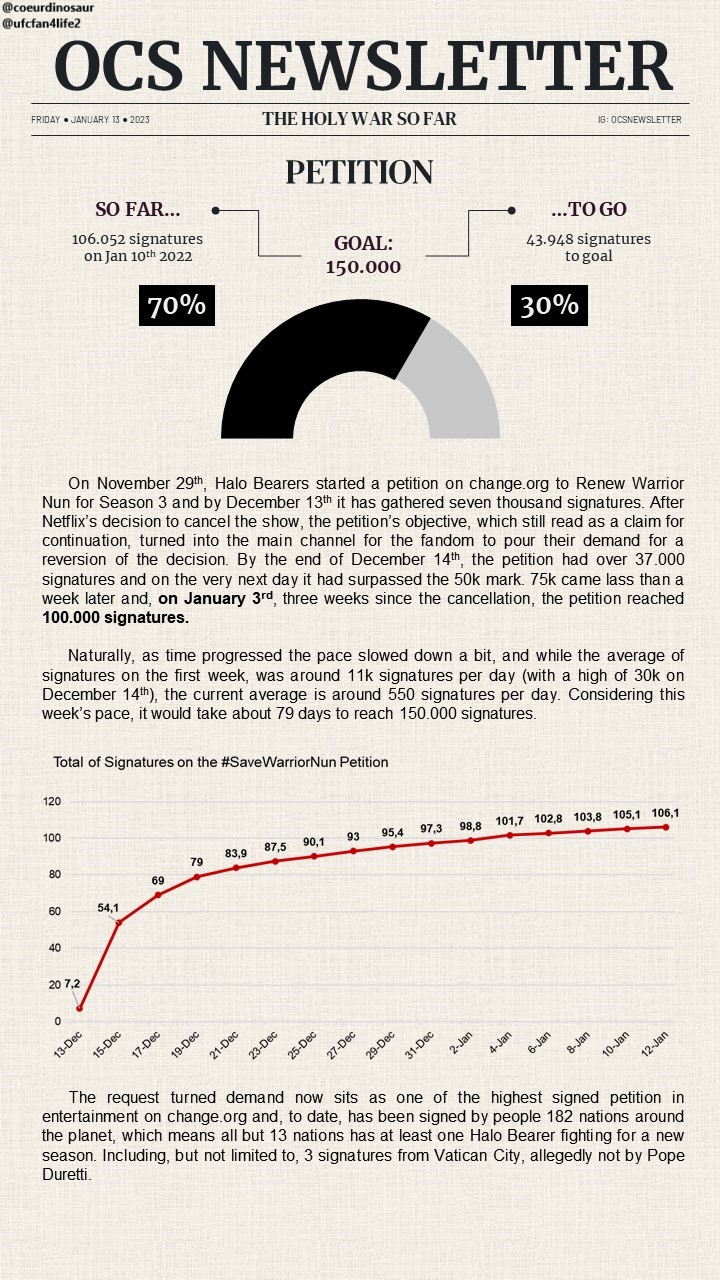 @coeurdinosaur
@ufcfan4life2
OCS NEWSLETTER
FRIDAY ● JANUARY 13 ● 2023
THE HOLY WAR SO FAR
IG: OCSNEWSLETTER
PETITION
SO FAR...
...TO GO
106.052 signatures
on Jan 10th 2022
GOAL:
150.000
43.948 signatures
to goal
70%
30%
On November 29th, Halo Bearers started a petition on change.org to Renew Warrior
Nun for Season 3 and by December 13th it has gathered seven thousand signatures. After
Netflix's decision to cancel the show, the petition's objective, which still read as a claim for
continuation, turned into the main channel for the fandom to pour their demand for a
reversion of the decision. By the end of December 14th, the petition had over 37.000
signatures and on the very next day it had surpassed the 50k mark. 75k came lass than a
week later and, on January 3rd, three weeks since the cancellation, the petition reached
100.000 signatures.
Naturally, as time progressed the pace slowed down a bit, and while the average of
signatures on the first week, was around 11k signatures per day (with a high of 30k on
December 14th), the current average is around 550 signatures per day. Considering this
week's pace, it would take about 79 days to reach 150.000 signatures.
Total of Signatures on the #SaveWarriorNun Petition
120
100
80
60
40
20
0
7,2
54,1
69
79
83,9
87,5
90,1
93
95,4
97,3
98,8
101,7
102,8
103,8
105,1
106,1
13-Dec
15-Dec
17-Dec
19-Dec
21-Dec
23-Dec
25-Dec
27-Dec
29-Dec
31-Dec
2-Jan
4-Jan
6-Jan
8-Jan
10-Jan
12-Jan
The request turned demand now sits as one of the highest signed petition in
entertainment on change.org and, to date, has been signed by people 182 nations around
the planet, which means all but 13 nations has at least one Halo Bearer fighting for a new
season. Including, but not limited to, 3 signatures from Vatican City, allegedly not by Pope
Duretti.